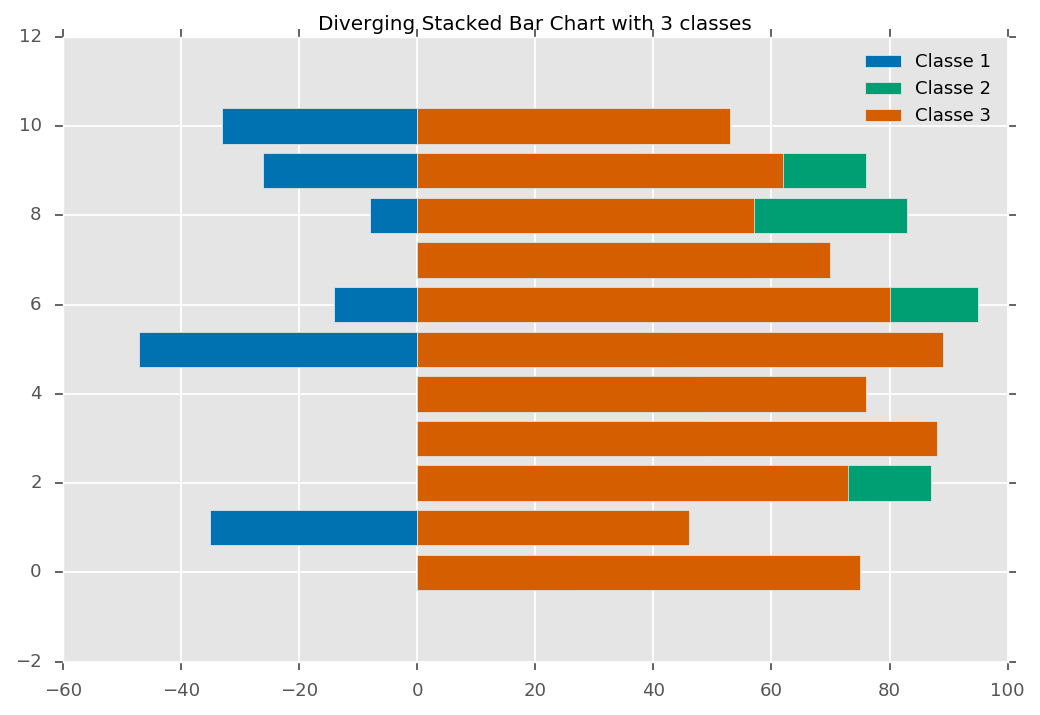 Diverging Stacked Bar Chart with 3 classes
12
Classe 1
Classe 2
Classe 3
10
8
6
4
2
0
−2
−60 −40 −20 0 20 40 60 80 100